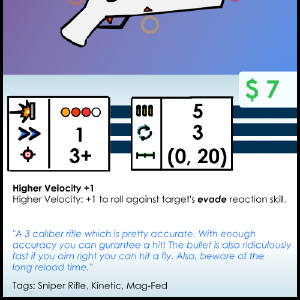 $ 7
5
1
3
3+
(0, 20)
Higher Velocity +1
Higher Velocity: +1 to roll against target's evade reaction skill.
"A 3 caliber rifle which is pretty accurate. With enough
accuracy you can gurantee a hit! The bullet is also ridiculously
fast if you aim right you can hit a fly. Also, beware of the
long reload time."
Tags: Sniper Rifle, Kinetic, Mag-Fed